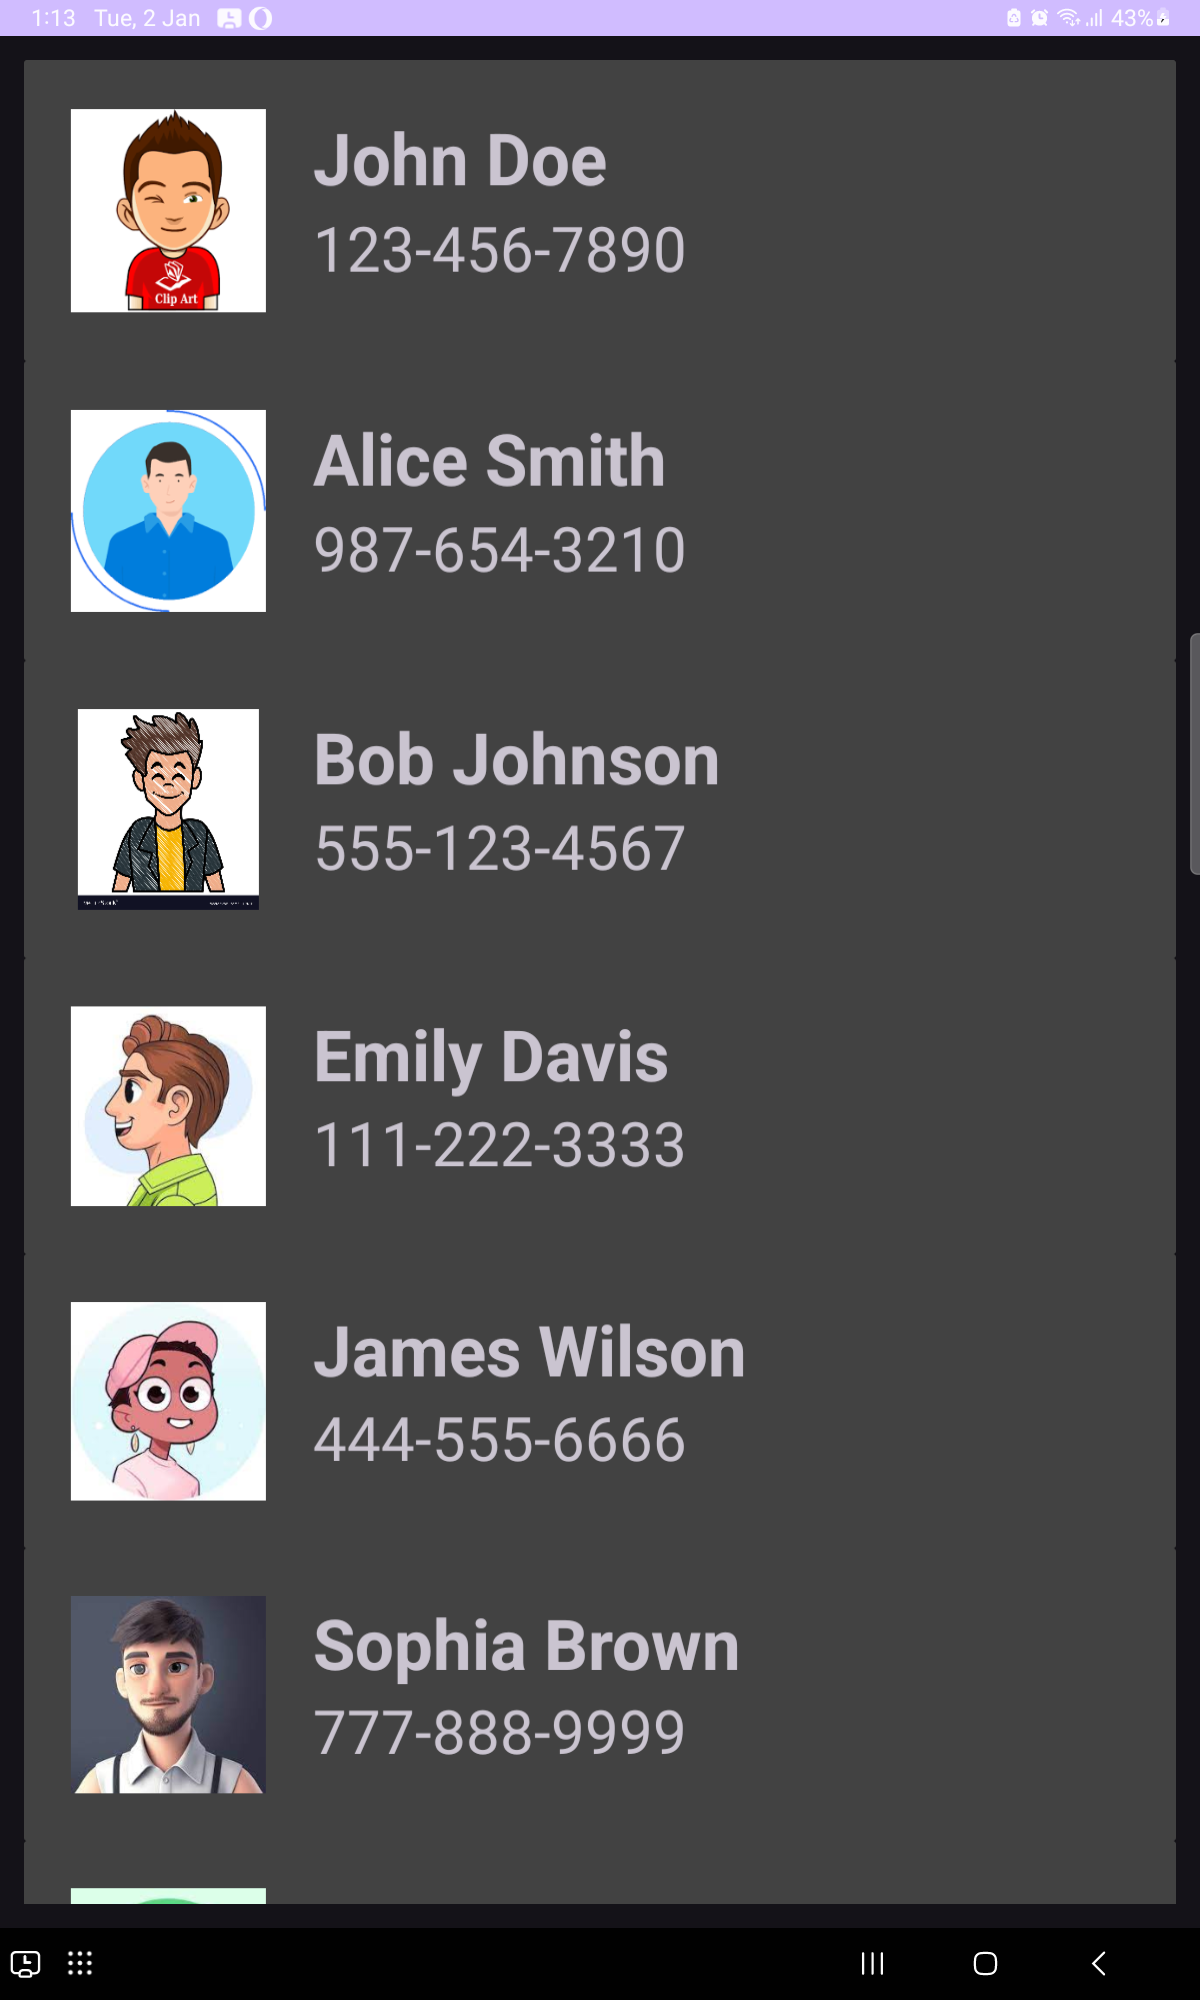 1:13 Tue, 2 Jan 43%
John Doe
123-456-7890
Clip Art
Alice Smith
987-654-3210
Bob Johnson
555-123-4567
Emily Davis
111-222-3333
James Wilson
444-555-6666
Sophia Brown
777-888-9999